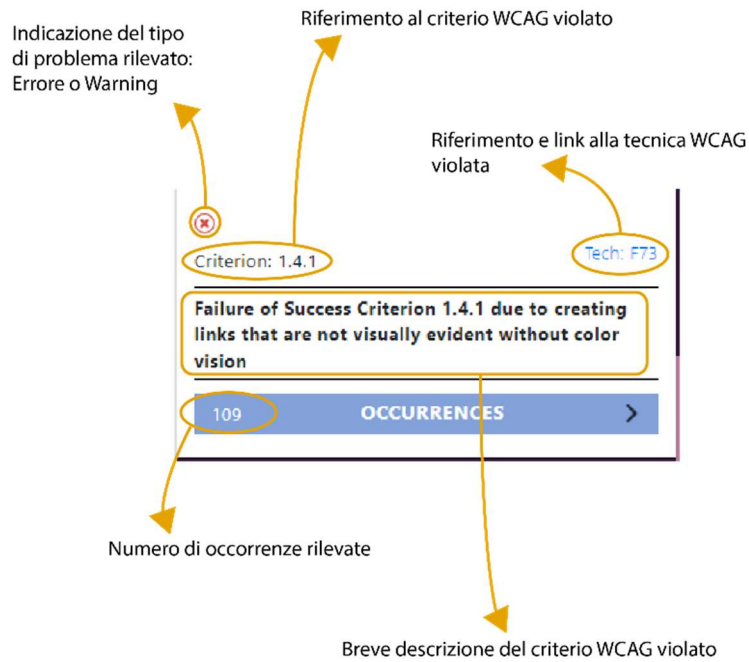 Riferimento al criterio WCAG violato
Indicazione del tipo
di problema rilevato:
Errore o Warning
Riferimento e link alla tecnica WCAG
violata
Criterion: 1.4.1
Tech: F73
Failure of Success Criterion 1.4.1 due to creating
links that are not visually evident without color
vision
109 OCCURRENCES
Numero di occorrenze rilevate
Breve descrizione del criterio WCAG violato